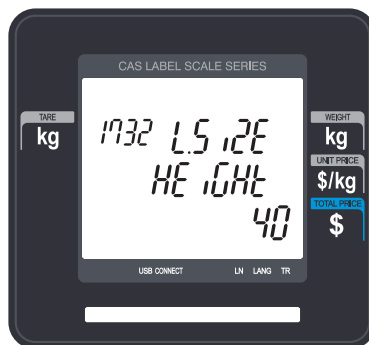 CAS LABEL SCALE SERIES
TARE
kg
1732 L.SiZE
HEiGHt
40
WEIGHT
kg
UNIT PRICE
$/kg
TOTAL PRICE
$
USB CONNECT LN LANG TR